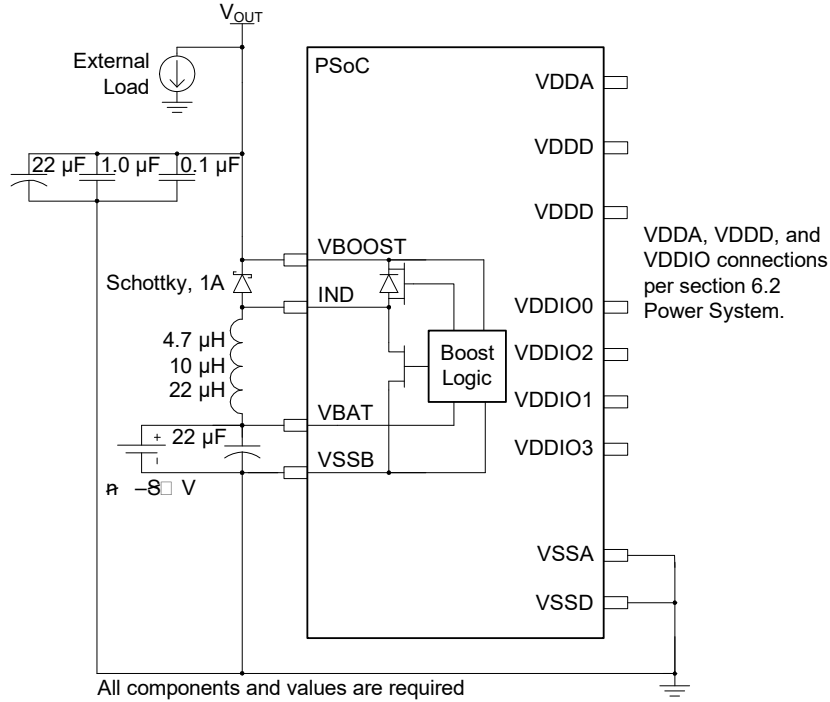 VOUT
External
Load
PSoC
VDDA
VDDD
VDDD
22 µF 1.0 µF 0.1 µF
VDDA, VDDD, and
VDDIO connections
per section 6.2
Power System.
VBOOST
Schottky, 1A
IND
VDDIO0
4.7 µH
10 µH
22 µH
Boost
Logic
VDDIO2
VDDIO1
VBAT
22 µF
VDDIO3
VSSB
V
VSSA
VSSD
All components and values are required